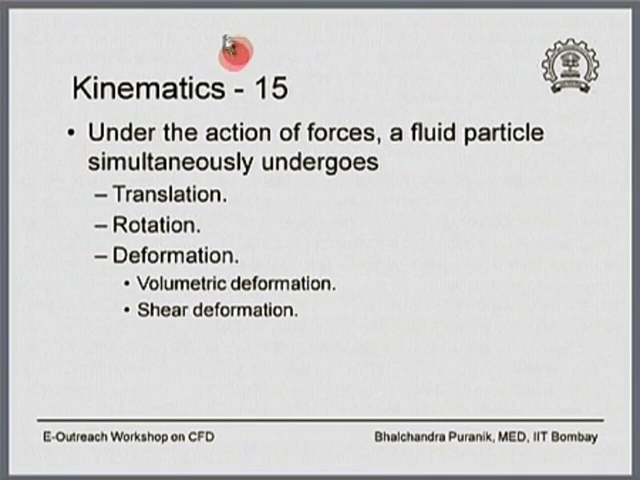 Kinematics - 15
• Under the action of forces, a fluid particle
simultaneously undergoes
– Translation.
– Rotation.
– Deformation.
• Volumetric deformation.
• Shear deformation.
E-Outreach Workshop on CFD
Bhalchandra Puranik, MED, IIT Bombay